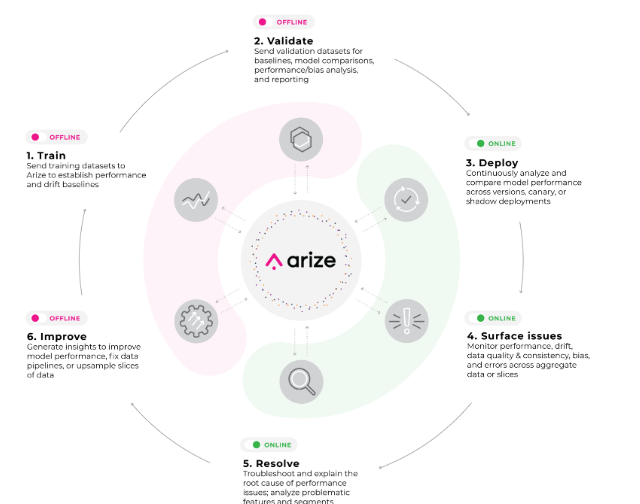 OFFLINE
2. Validate
Send validation datasets for
baselines, model comparisons,
performance/bias analysis,
and reporting
OFFLINE
1. Train
Send training datasets to
Arize to establish performance
and drift baselines
ONLINE
3. Deploy
Continuously analyze and
compare model performance
across versions, canary, or
shadow deployments
arize
OFFLINE
6. Improve
Generate insights to improve
model performance, fix data
pipelines, or upsample slices
of data
ONLINE
4. Surface issues
Monitor performance, drift,
data quality & consistency, bias,
and errors across aggregate
data or slices
ONLINE
5. Resolve
Troubleshoot and explain the
root cause of performance
issues; analyze problematic
features and segments